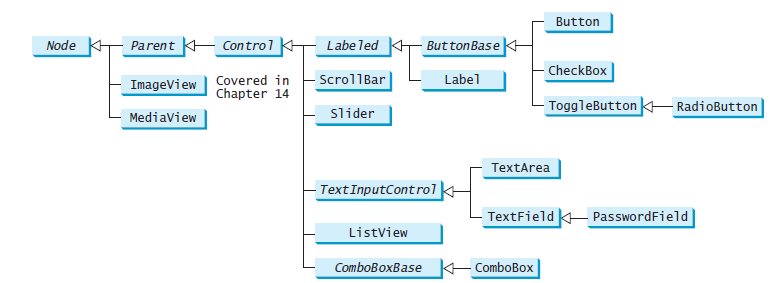 Button
Node
Parent
Control
Labeled
ButtonBase
ImageView
Covered in
Chapter 14
ScrollBar
Label
CheckBox
MediaView
Slider
ToggleButton
RadioButton
TextArea
TextInputControl
TextField
PasswordField
ListView
ComboBoxBase
ComboBox